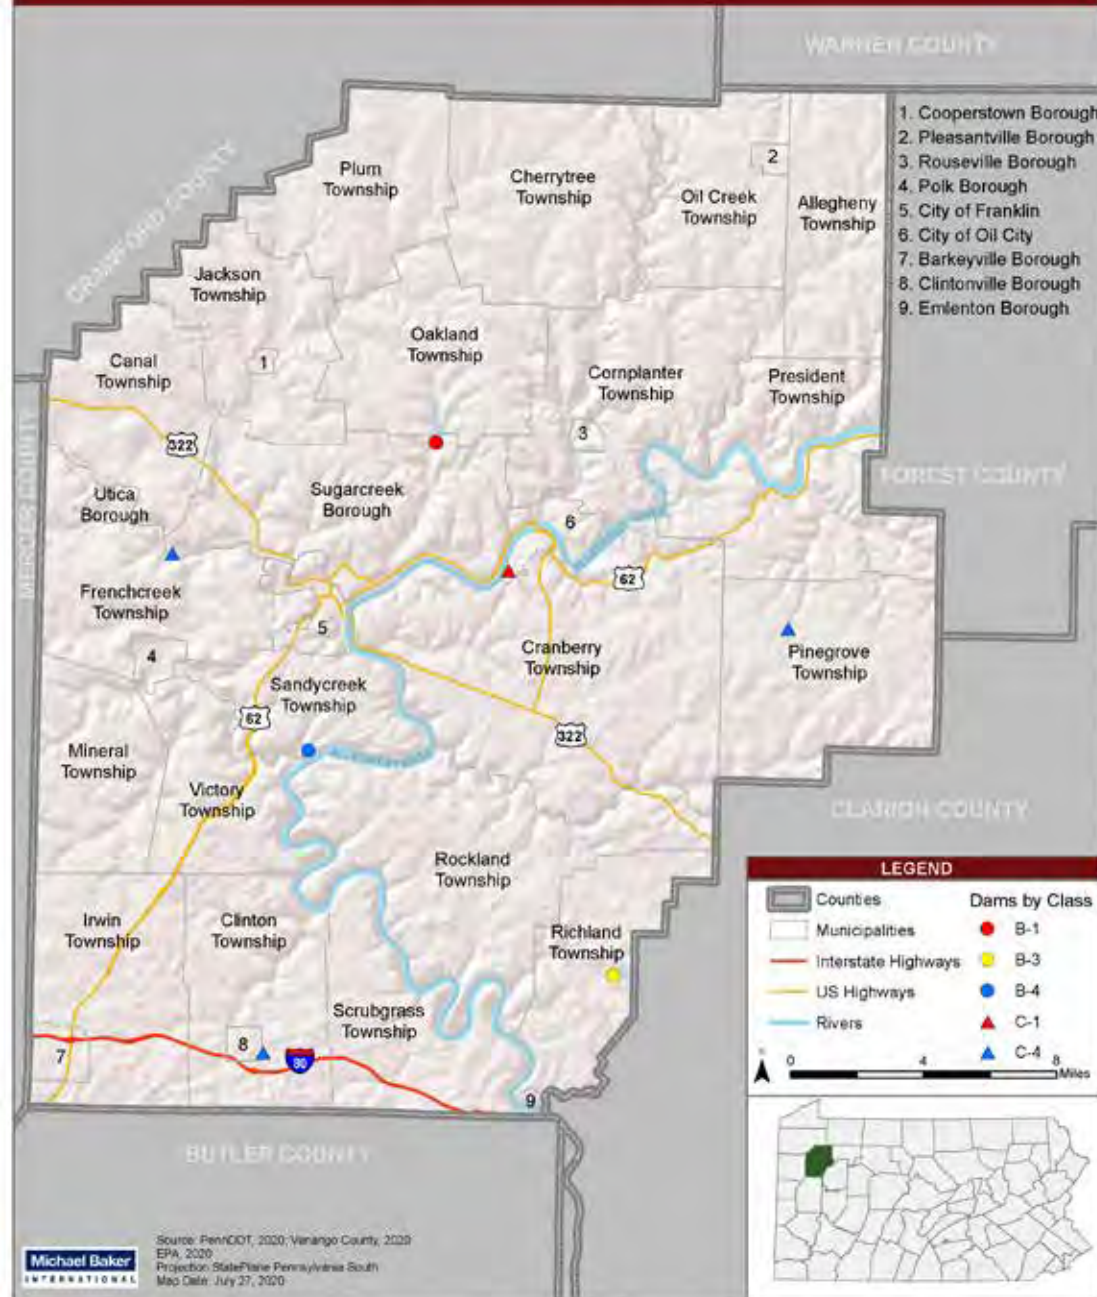 WARREN COUNTY
1. Cooperstown Borough
2. Pleasantville Borough
3. Rouseville Borough
4. Polk Borough
5. City of Franklin
6. City of Oil City
7. Barkeyville Borough
8. Clintonville Borough
9. Emlenton Borough
CRAWFORD COUNTY
Plum
Township
Cherrytree
Township
2
Oil Creek
Township
Allegheny
Township
Jackson
Township
Oakland
Township
Canal
Township
1
Cornplanter
Township
President
Township
322
3
MERCER COUNTY
FOREST COUNTY
Utica
Borough
Sugarcreek
Borough
6
Frenchcreek
Township
62
5
4
Cranberry
Township
Pinegrove
Township
Sandycreek
Township
62
322
Mineral
Township
Victory
Township
CLARION COUNTY
Rockland
Township
Irwin
Township
Clinton
Township
Richland
Township
Scrubgrass
Township
7
8
80
9
BUTLER COUNTY
LEGEND
Counties
Municipalities
Interstate Highways
US Highways
Rivers
Dams by Class
B-1
B-3
B-4
C-1
C-4
0 4 8
Miles
Michael Baker
INTERNATIONAL
Source: PennDOT, 2020; Venango County, 2020
EPA, 2020
Projection: StatePlane Pennsylvania South
Map Date: July 27, 2020